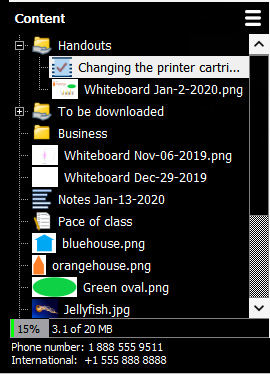 Content
Handouts
Changing the printer cartri...
Whiteboard Jan-2-2020.png
To be downloaded
Business
Whiteboard Nov-06-2019.png
Whiteboard Dec-29-2019
Notes Jan-13-2020
Pace of class
bluehouse.png
orangehouse.png
Green oval.png
Jellyfish.jpg
15% 3.1 of 20 MB
Phone number: 1 888 555 9511
International: +1 555 888 8888